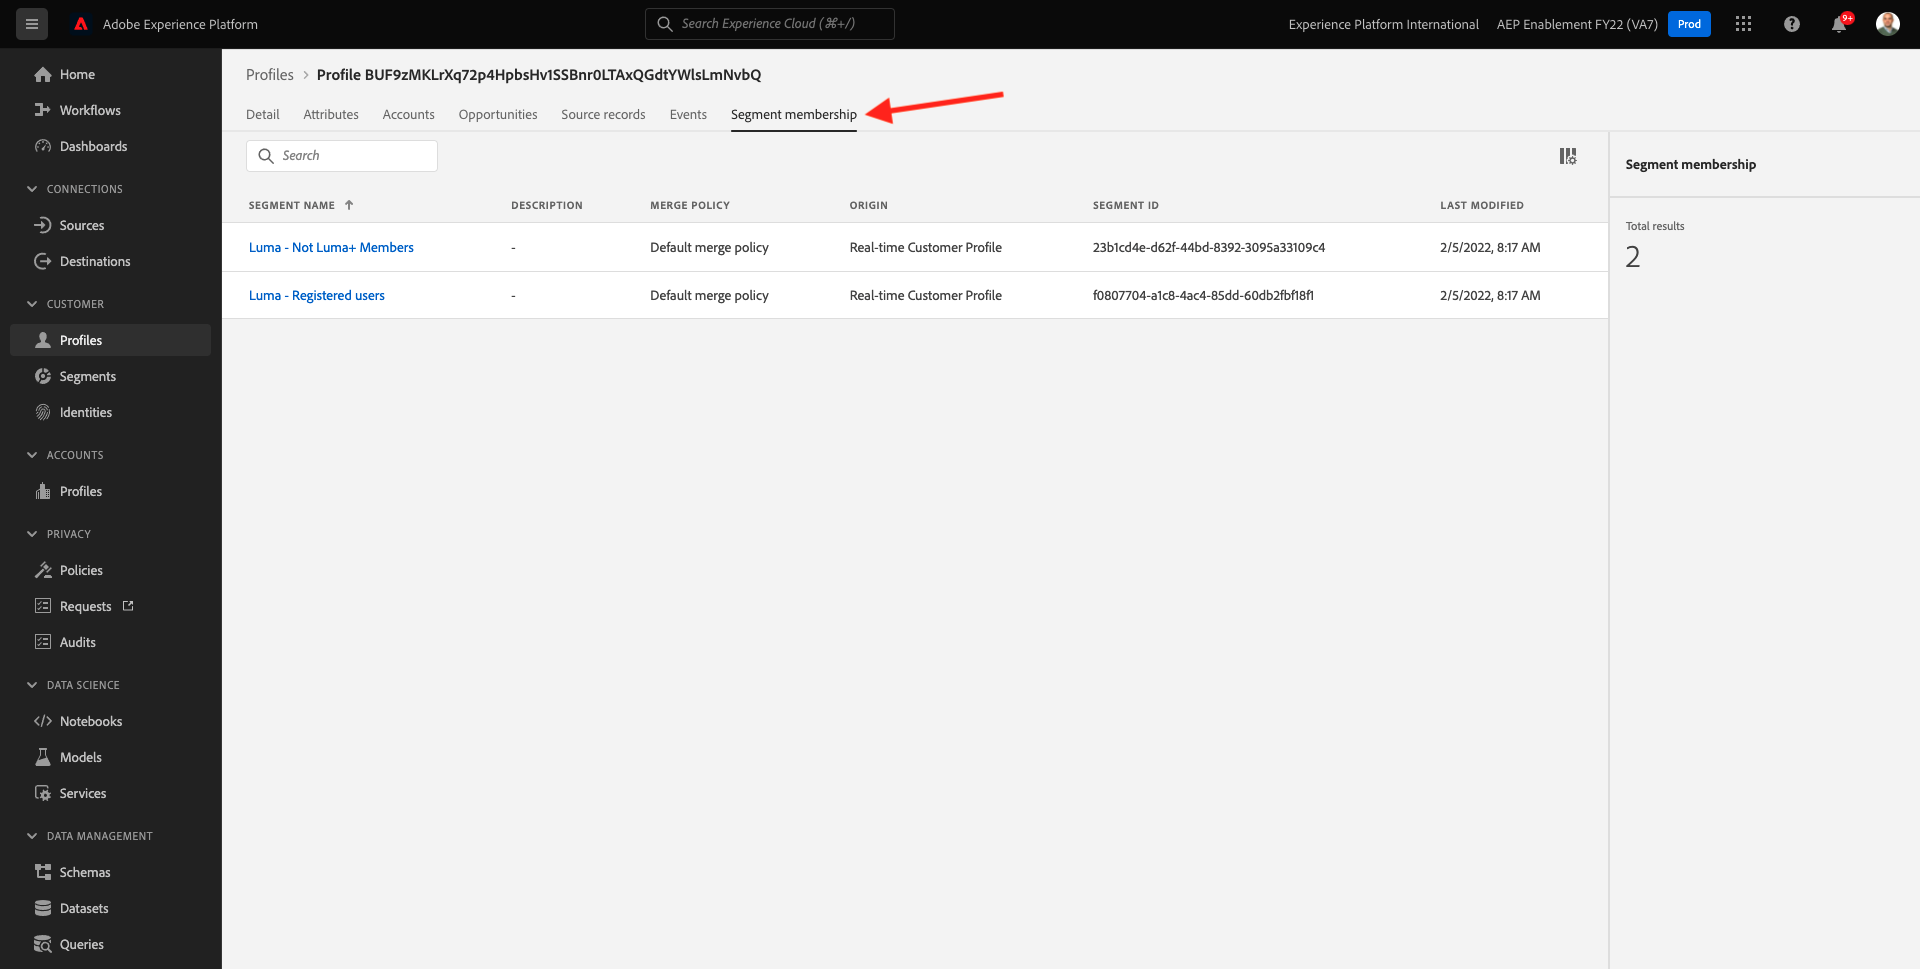 Adobe Experience Platform
Search Experience Cloud (⌘+/)
Experience Platform International
AEP Enablement FY22 (VA7)
Prod
9+
Home
Workflows
Dashboards
CONNECTIONS
Sources
Destinations
CUSTOMER
Profiles
Segments
Identities
ACCOUNTS
Profiles
PRIVACY
Policies
Requests
Audits
DATA SCIENCE
Notebooks
Models
Services
DATA MANAGEMENT
Schemas
Datasets
Queries
Profiles > Profile BUF9zMKLrXq72p4HpbsHv1SSBnr0LTAxQGdtYWlsLmNvbQ
Detail Attributes Accounts Opportunities Source records Events Segment membership
Search
SEGMENT NAME ↑ DESCRIPTION MERGE POLICY ORIGIN SEGMENT ID LAST MODIFIED
Luma - Not Luma+ Members - Default merge policy Real-time Customer Profile 23b1cd4e-d62f-44bd-8392-3095a33109c4 2/5/2022, 8:17 AM
Luma - Registered users - Default merge policy Real-time Customer Profile f0807704-a1c8-4ac4-85dd-60db2fbf18f1 2/5/2022, 8:17 AM
Segment membership
Total results
2